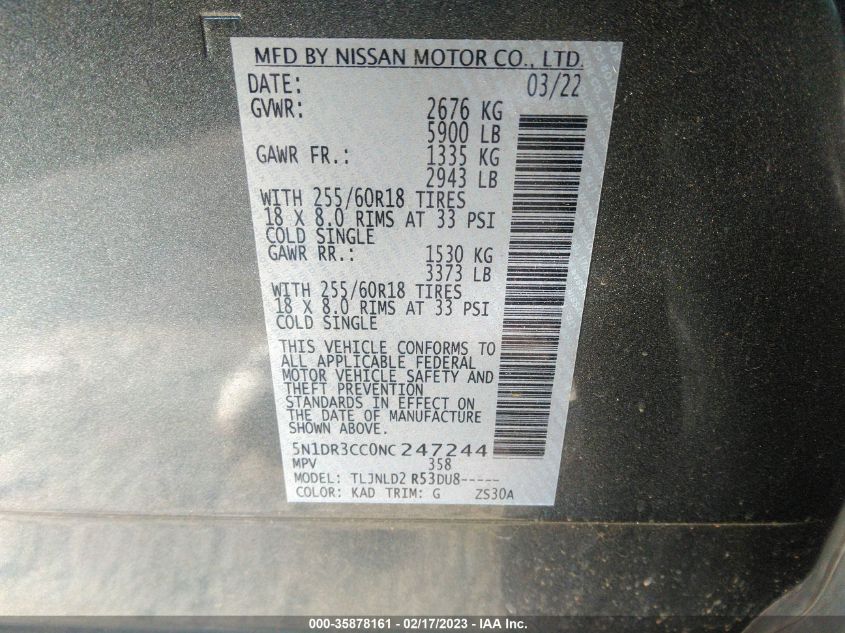 MFD BY NISSAN MOTOR CO., LTD.
DATE: 03/22
GVWR: 2676 KG
5900 LB
GAWR FR.: 1335 KG
2943 LB
WITH 255/60R18 TIRES
18 X 8.0 RIMS AT 33 PSI
COLD SINGLE
GAWR RR.: 1530 KG
3373 LB
WITH 255/60R18 TIRES
18 X 8.0 RIMS AT 33 PSI
COLD SINGLE
THIS VEHICLE CONFORMS TO
ALL APPLICABLE FEDERAL
MOTOR VEHICLE SAFETY AND
THEFT PREVENTION
STANDARDS IN EFFECT ON
THE DATE OF MANUFACTURE
SHOWN ABOVE.
5N1DR3CC0NC247244
MPV 358
MODEL: TLJNLD2 R53DU8-----
COLOR: KAD TRIM: G ZS30A
000-35878161 - 02/17/2023 - IAA Inc.